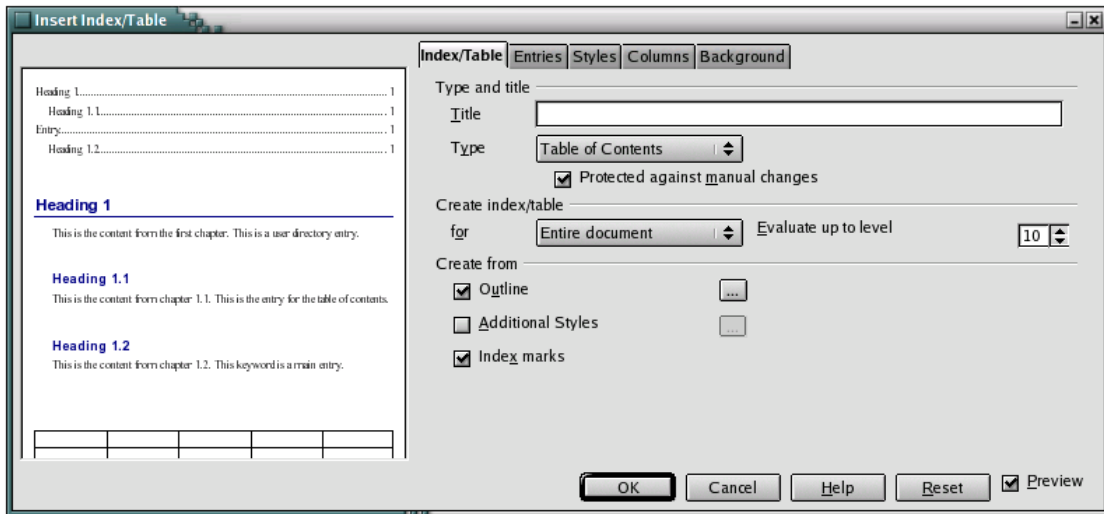 Insert Index/Table
Index/Table Entries Styles Columns Background
Heading 1 ........ 1
Heading 1.1 ........ 1
Entry ........ 1
Heading 1.2 ........ 1
Heading 1
This is the content from the first chapter. This is a user directory entry.
Heading 1.1
This is the content from chapter 1.1. This is the entry for the table of contents.
Heading 1.2
This is the content from chapter 1.2. This keyword is a main entry.
Type and title
Title
Type Table of Contents
Protected against manual changes
Create index/table
for Entire document Evaluate up to level 10
Create from
Outline ...
Additional Styles ...
Index marks
OK Cancel Help Reset Preview